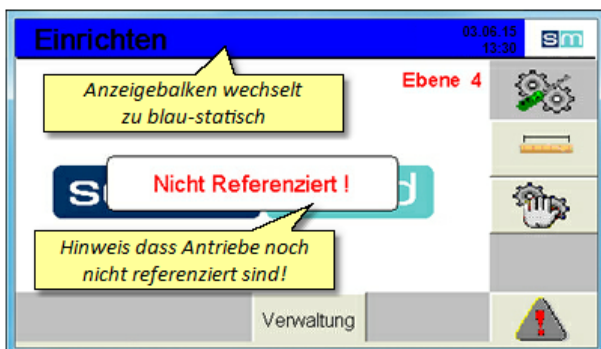 Einrichten
03.06.15
13:30
sm
Anzeigebalken wechselt
zu blau-statisch
Ebene 4
Nicht Referenziert !
Hinweis dass Antriebe noch
nicht referenziert sind!
Verwaltung